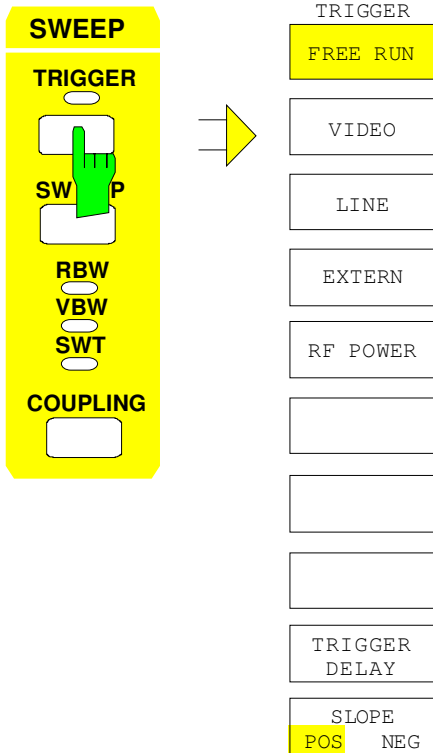 SWEEP
TRIGGER
SW P
RBW
VBW
SWT
COUPLING
TRIGGER
FREE RUN
VIDEO
LINE
EXTERN
RF POWER
TRIGGER
DELAY
SLOPE
POS NEG